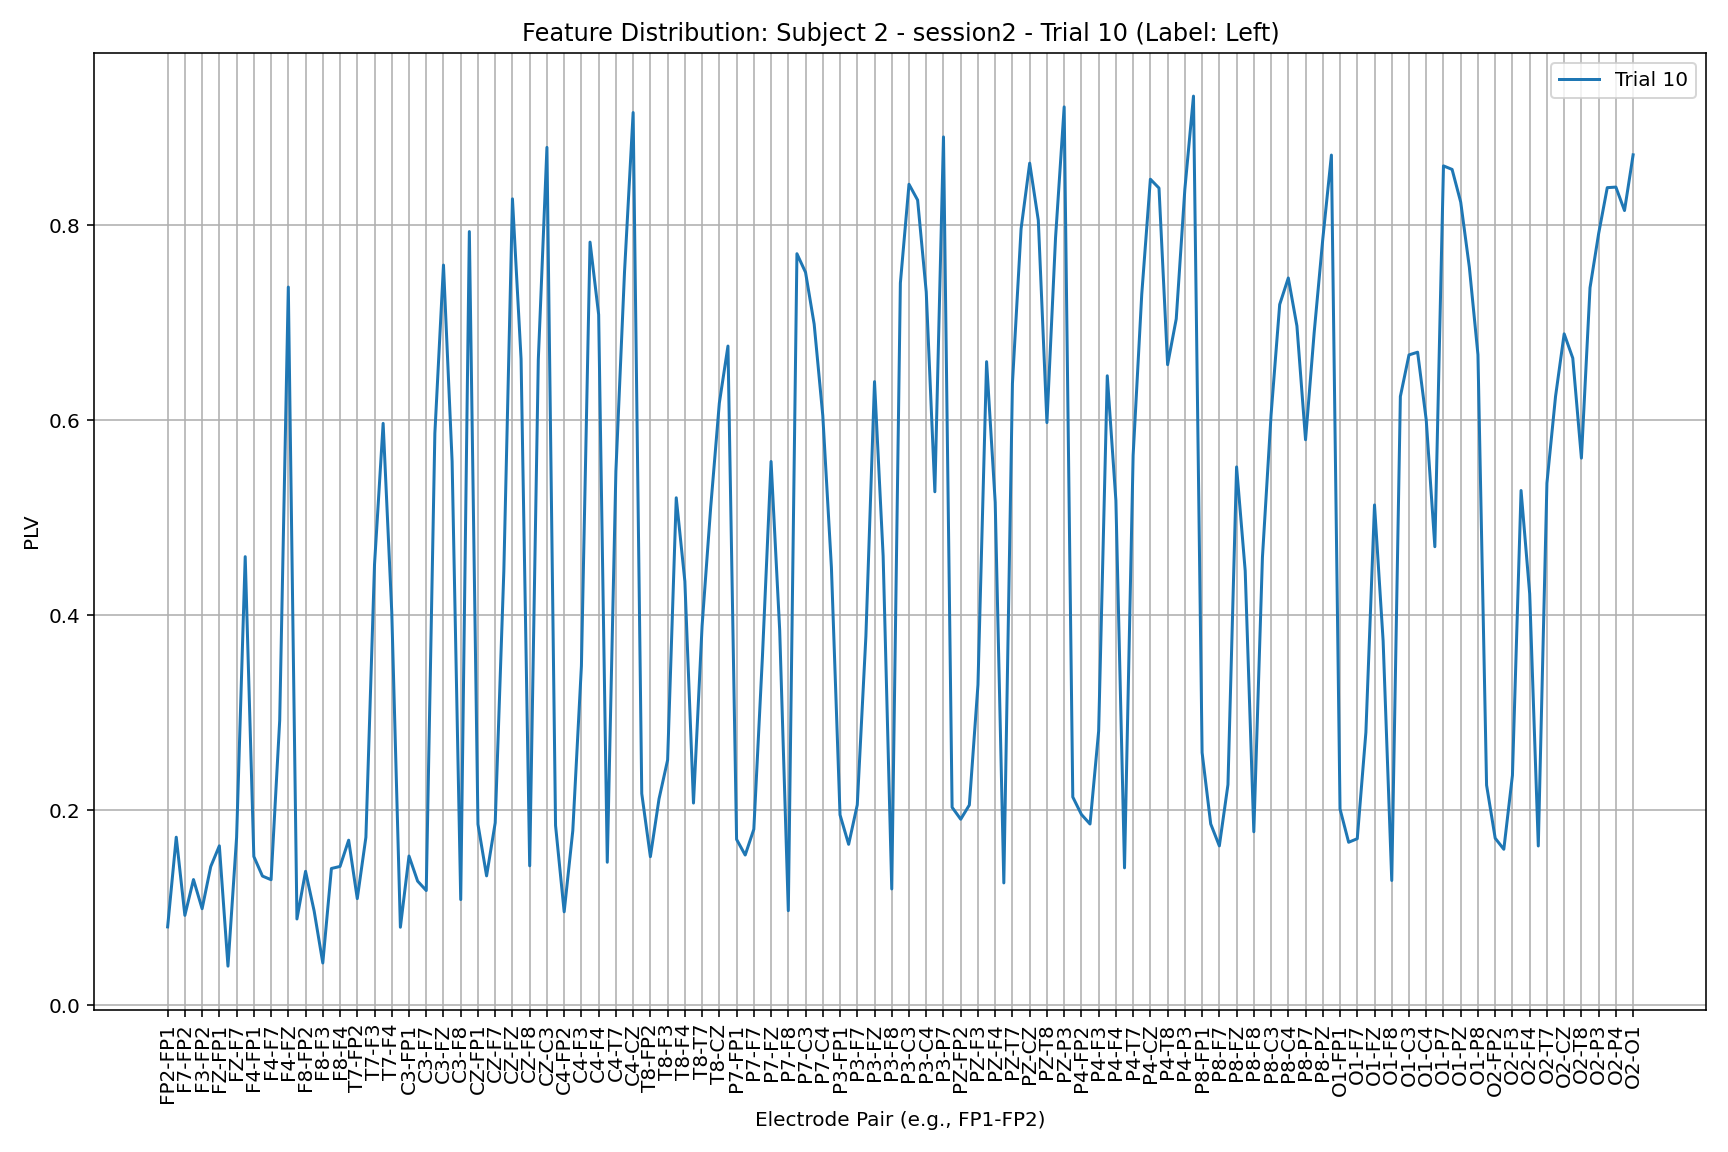 Feature Distribution: Subject 2 - session2 - Trial 10 (Label: Left)
Trial 10
PLV
0.8
0.6
0.4
0.2
0.0
FP2-FP1
F7-FP2
F3-FP2
FZ-FP1
FZ-F7
F4-FP1
F4-F7
F4-FZ
F8-FP2
F8-F3
F8-F4
T7-FP2
T7-F3
T7-F4
C3-FP1
C3-F7
C3-FZ
C3-F8
CZ-FP1
CZ-F7
CZ-FZ
CZ-F8
CZ-C3
C4-FP2
C4-F3
C4-F4
C4-T7
C4-CZ
T8-FP2
T8-F3
T8-F4
T8-T7
T8-CZ
P7-FP1
P7-F7
P7-FZ
P7-F8
P7-C3
P7-C4
P3-FP1
P3-F7
P3-FZ
P3-F8
P3-C3
P3-C4
P3-P7
PZ-FP2
PZ-F3
PZ-F4
PZ-T7
PZ-CZ
PZ-T8
PZ-P3
P4-FP2
P4-F3
P4-F4
P4-T7
P4-CZ
P4-T8
P4-P3
P8-FP1
P8-F7
P8-FZ
P8-F8
P8-C3
P8-C4
P8-P7
P8-PZ
O1-FP1
O1-F7
O1-FZ
O1-F8
O1-C3
O1-C4
O1-P7
O1-PZ
O1-P8
O2-FP2
O2-F3
O2-F4
O2-T7
O2-CZ
O2-T8
O2-P3
O2-P4
O2-O1
Electrode Pair (e.g., FP1-FP2)